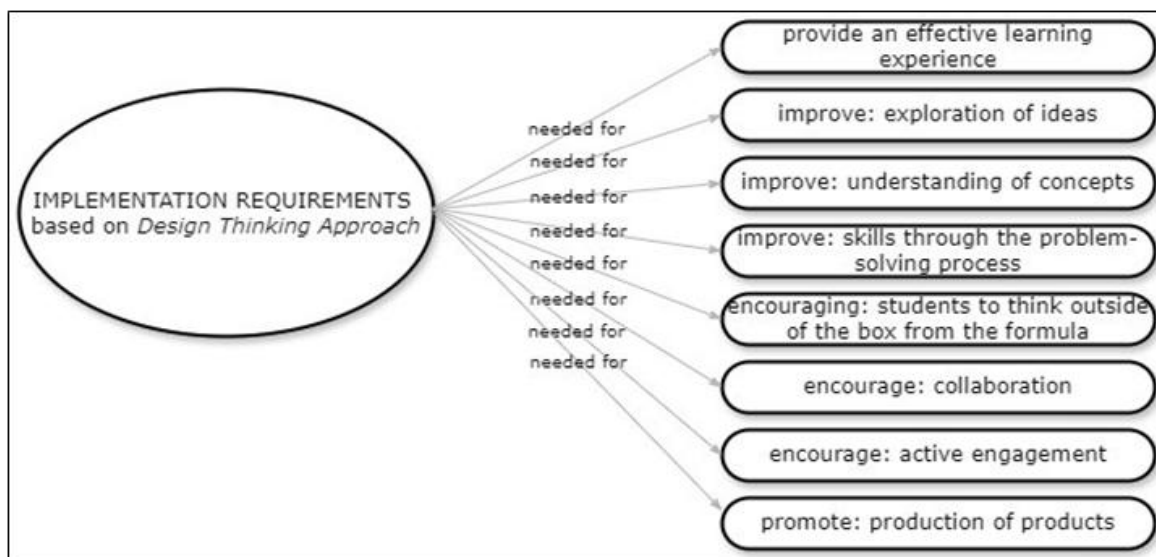 IMPLEMENTATION REQUIREMENTS
based on Design Thinking Approach
needed for
needed for
needed for
needed for
needed for
needed for
needed for
needed for
provide an effective learning
experience
improve: exploration of ideas
improve: understanding of concepts
improve: skills through the problem-
solving process
encouraging: students to think outside
of the box from the formula
encourage: collaboration
encourage: active engagement
promote: production of products